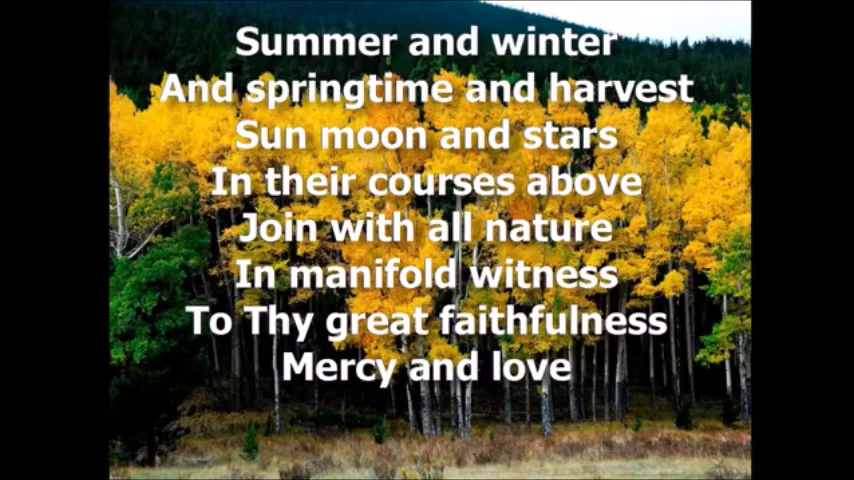 Summer and winter
And springtime and harvest
Sun moon and stars
In their courses above
Join with all nature
In manifold witness
To Thy great faithfulness
Mercy and love